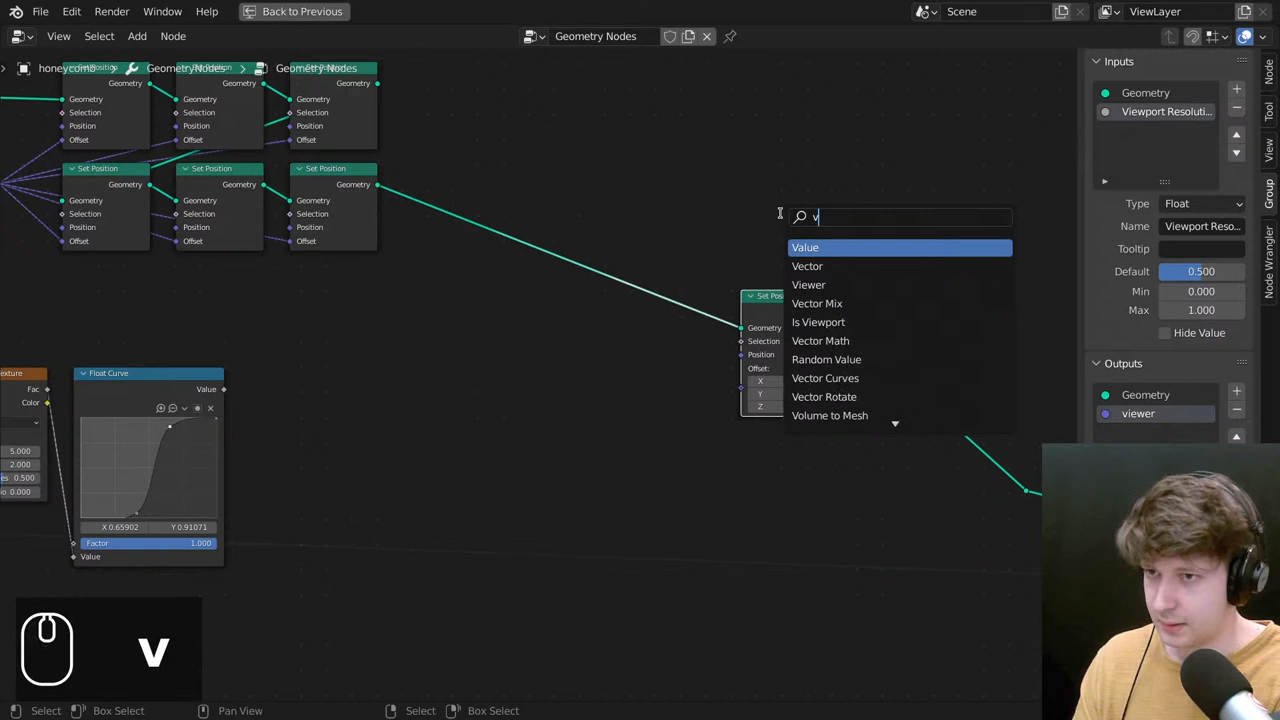 File Edit Render Window Help Back to Previous Scene ViewLayer
View Select Add Node Geometry Nodes
honeycomb GeometryNodes Geometry Nodes
Set Position Set Position Set Position
Geometry Geometry Geometry
Geometry Geometry Geometry
Selection Selection Selection
Position Position Position
Offset Offset Offset
Set Position Set Position Set Position
Geometry Geometry Geometry
Geometry Geometry Geometry
Selection Selection Selection
Position Position Position
Offset Offset Offset
v
Value
Vector
Viewer
Vector Mix
Is Viewport
Vector Math
Random Value
Vector Curves
Vector Rotate
Volume to Mesh
Geometry
Selection
Position
Offset:
X
Y
Z
Fac
Color
5.000
2.000
0.500
0.000
Float Curve
Value
X 0.65902 Y 0.91071
Factor 1.000
Value
Inputs
Geometry
Viewport Resoluti...
Type Float
Name Viewport Reso...
Tooltip
Default 0.500
Min 0.000
Max 1.000
Hide Value
Outputs
Geometry
viewer
Node
Tool
View
Group
Node Wrangler
v
Select Box Select Pan View Select Box Select